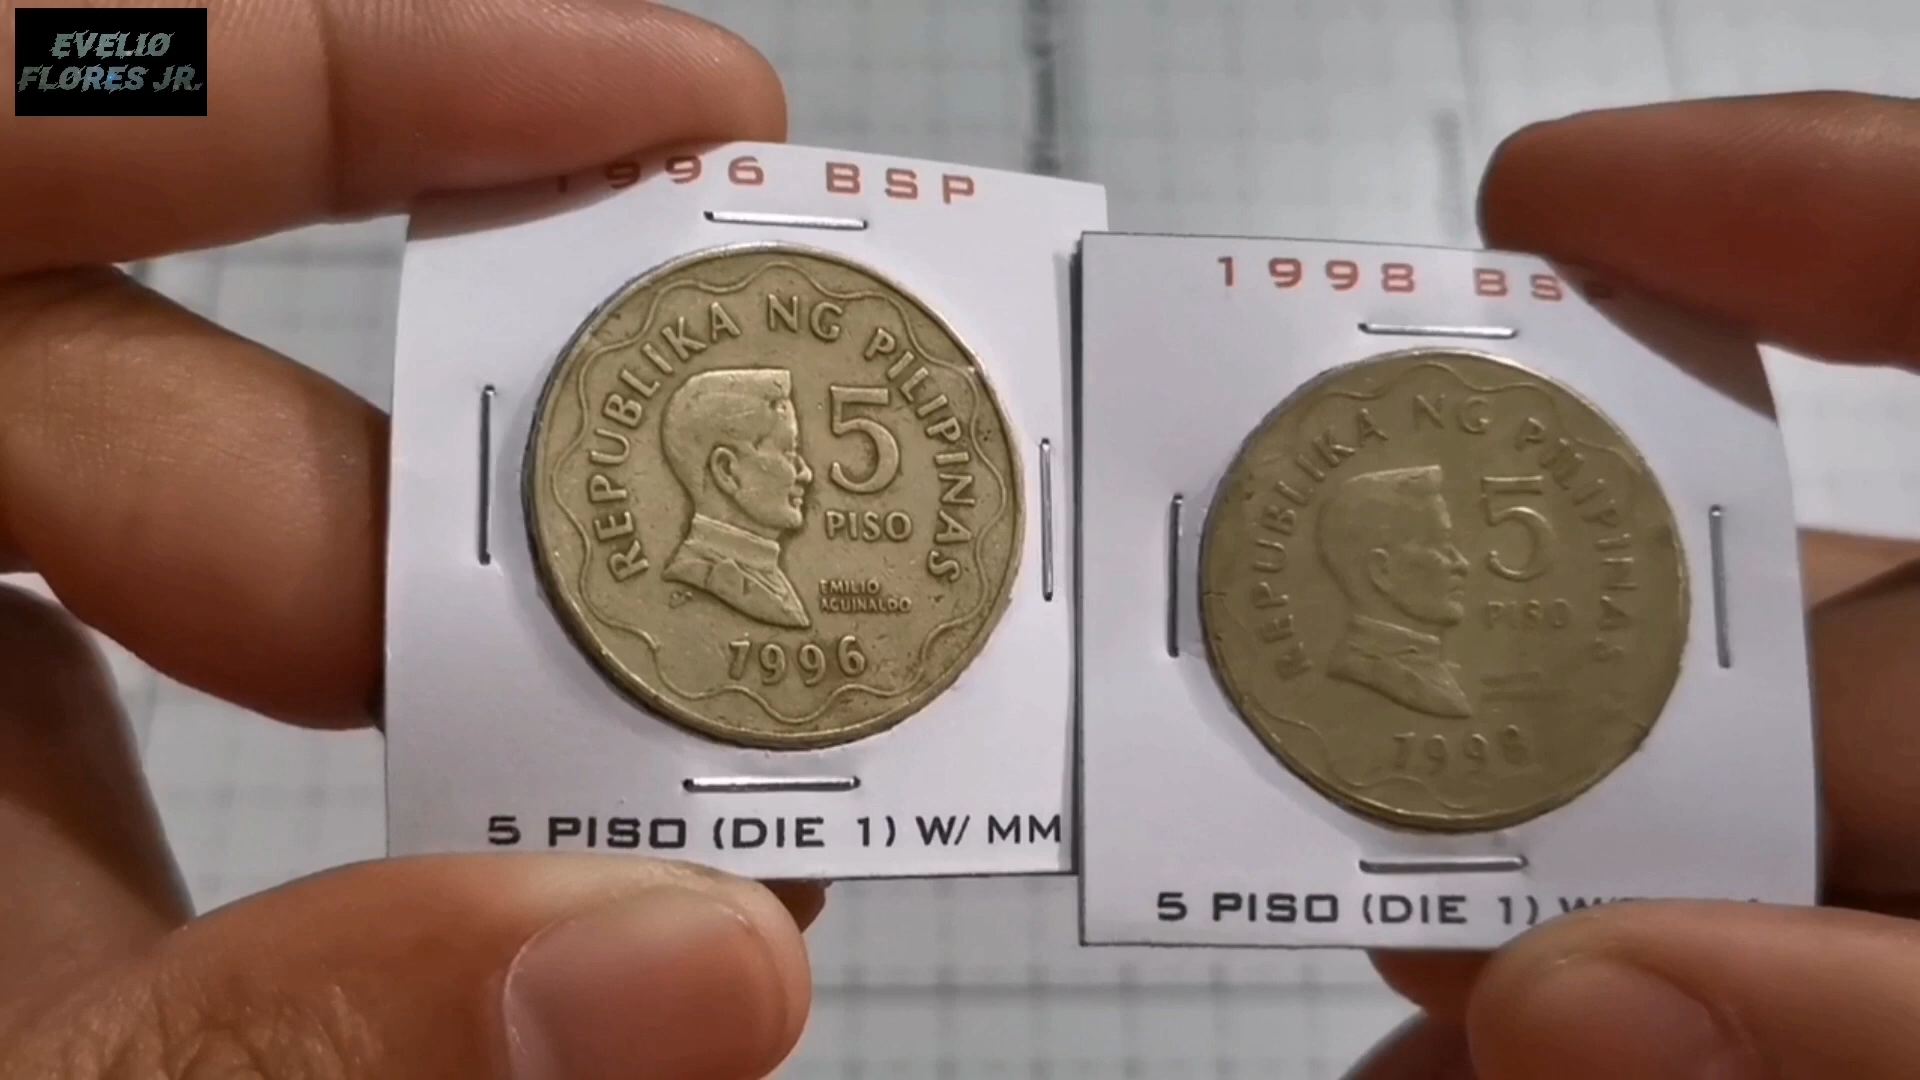 EVELIO
FLORES JR.
1996 BSP
REPUBLIKA NG PILIPINAS
5
PISO
EMILIO
AGUINALDO
1996
5 PISO (DIE 1) W/ MM
1998 BS
REPUBLIKA NG PILIPINAS
5
PISO
1998
5 PISO (DIE 1)